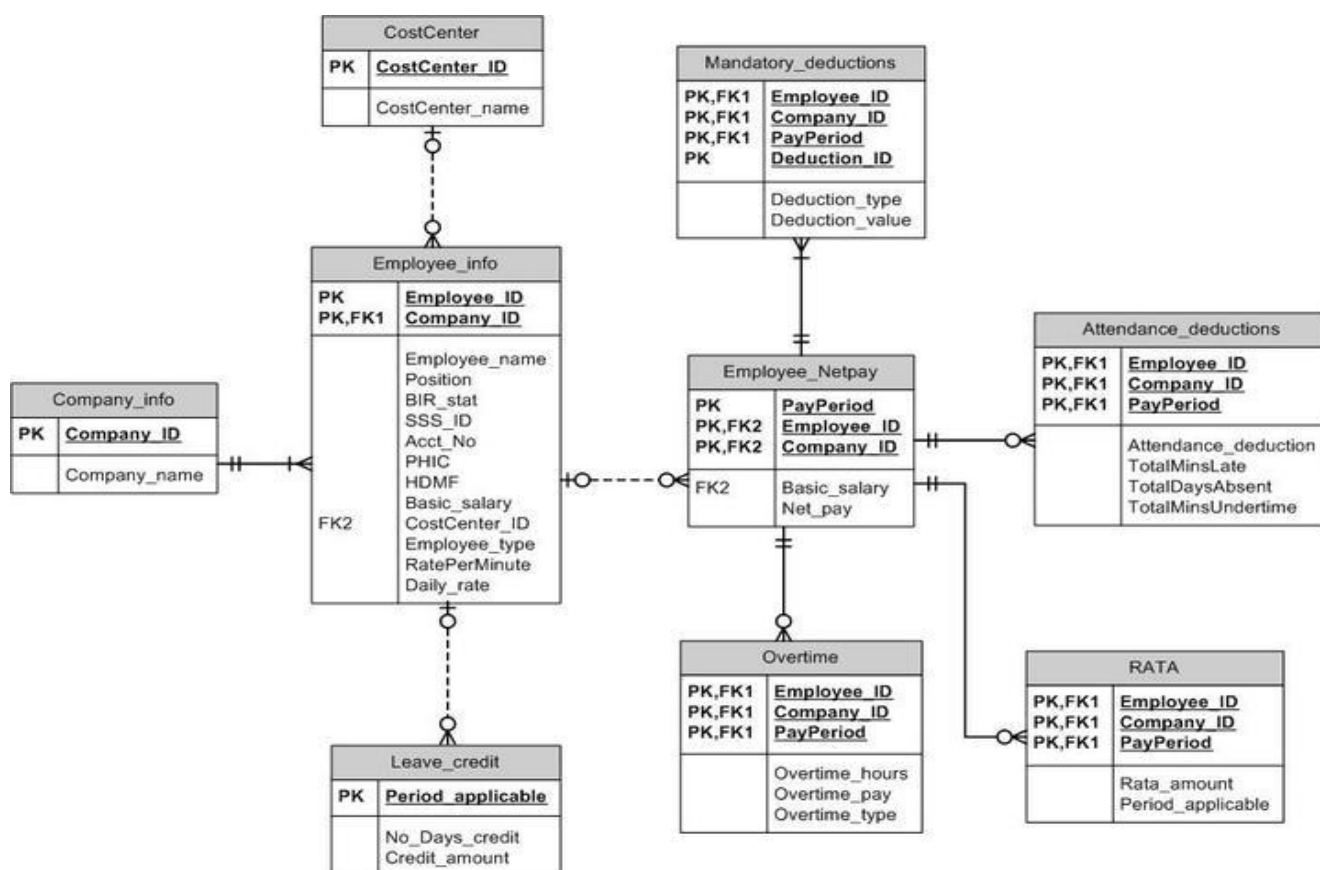 CostCenter
PK CostCenter_ID
CostCenter_name
Mandatory_deductions
PK,FK1 Employee_ID
PK,FK1 Company_ID
PK,FK1 PayPeriod
PK Deduction_ID
Deduction_type
Deduction_value
Employee_info
PK Employee_ID
PK,FK1 Company_ID
Employee_name
Position
BIR_stat
SSS_ID
Acct_No
PHIC
HDMF
Basic_salary
FK2 CostCenter_ID
Employee_type
RatePerMinute
Daily_rate
Company_info
PK Company_ID
Company_name
Employee_Netpay
PK PayPeriod
PK,FK2 Employee_ID
PK,FK2 Company_ID
FK2 Basic_salary
Net_pay
Attendance_deductions
PK,FK1 Employee_ID
PK,FK1 Company_ID
PK,FK1 PayPeriod
Attendance_deduction
TotalMinsLate
TotalDaysAbsent
TotalMinsUndertime
Overtime
PK,FK1 Employee_ID
PK,FK1 Company_ID
PK,FK1 PayPeriod
Overtime_hours
Overtime_pay
Overtime_type
RATA
PK,FK1 Employee_ID
PK,FK1 Company_ID
PK,FK1 PayPeriod
Rata_amount
Period_applicable
Leave_credit
PK Period_applicable
No_Days_credit
Credit_amount